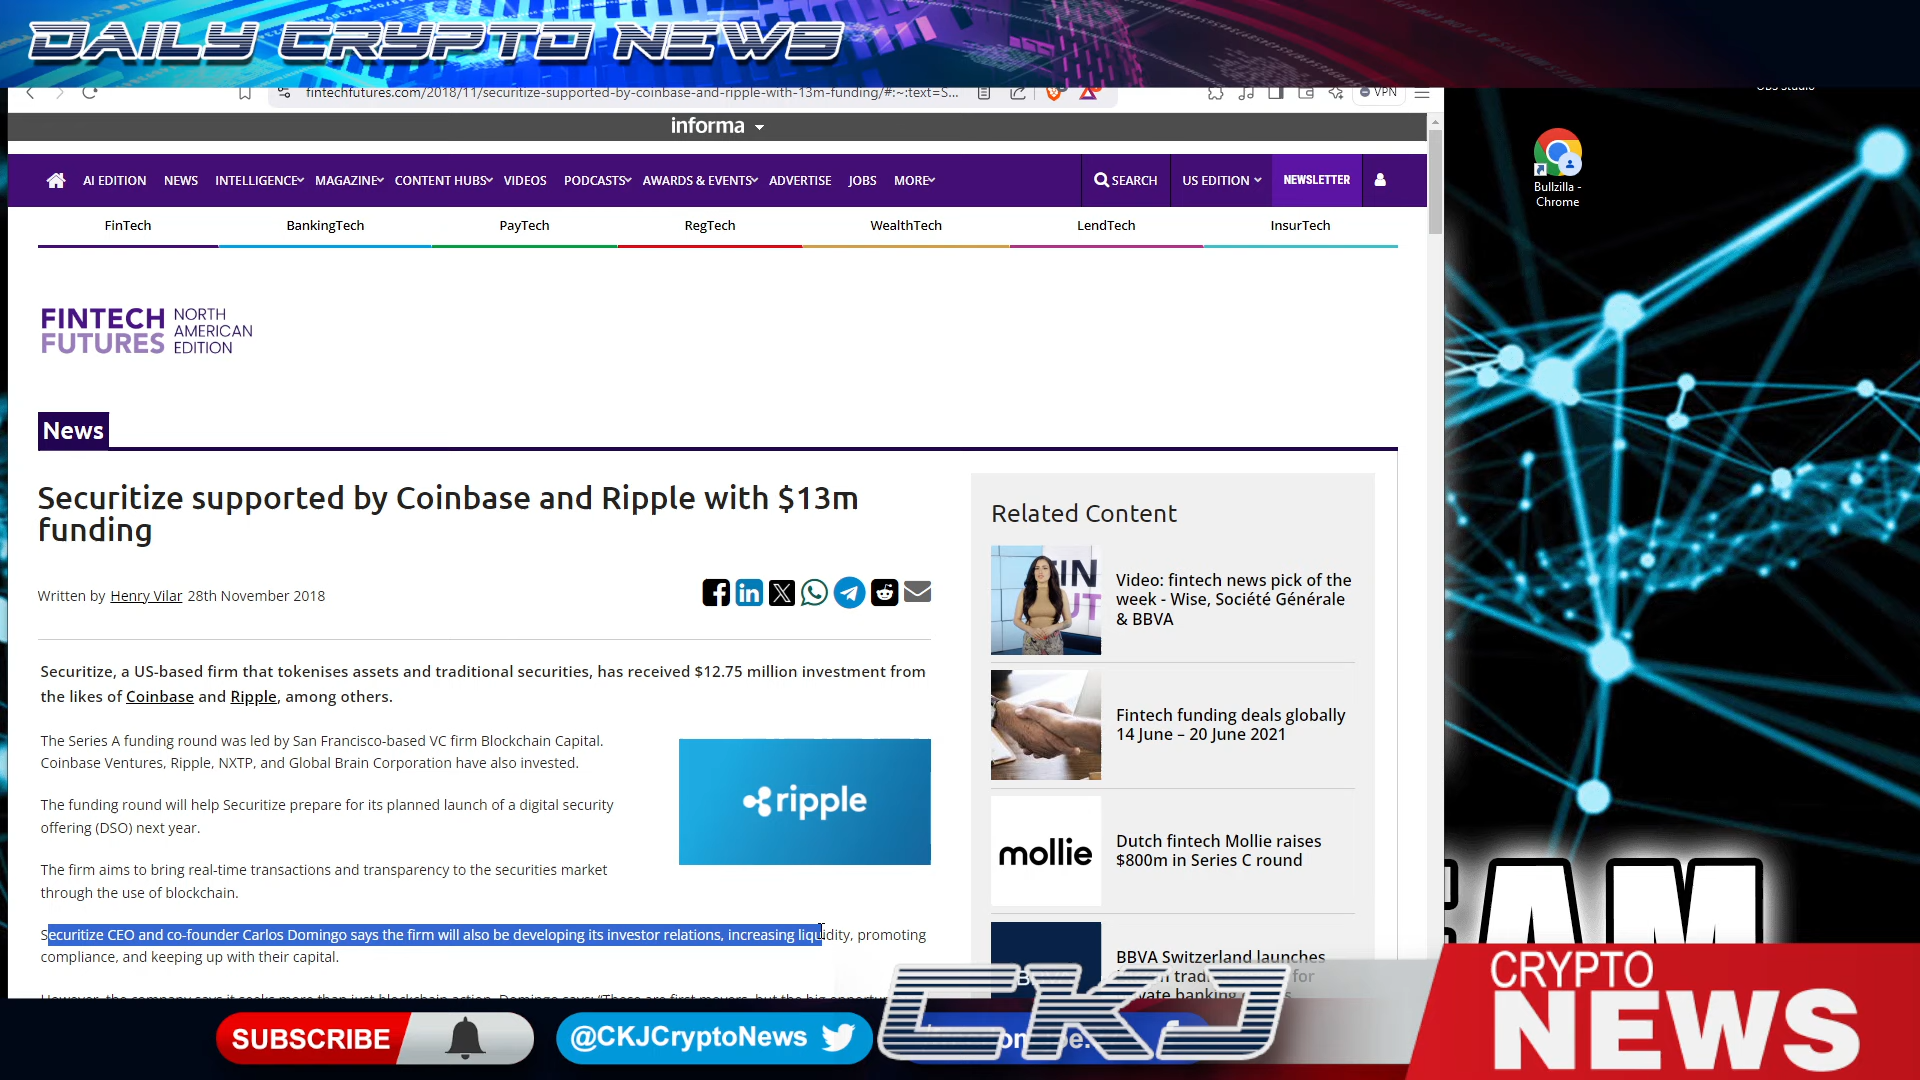 DAILY CRYPTO NEWS
fintechfutures.com/2018/11/securitize-supported-by-coinbase-and-ripple-with-13m-funding/#:~:text=S...
VPN
OBS Studio
informa
AI EDITION NEWS INTELLIGENCE MAGAZINE CONTENT HUBS VIDEOS PODCASTS AWARDS & EVENTS ADVERTISE JOBS MORE SEARCH US EDITION NEWSLETTER
Bullzilla -
Chrome
FinTech BankingTech PayTech RegTech WealthTech LendTech InsurTech
FINTECH FUTURES
NORTH AMERICAN EDITION
News
Securitize supported by Coinbase and Ripple with $13m
funding
Written by Henry Vilar 28th November 2018
Securitize, a US-based firm that tokenises assets and traditional securities, has received $12.75 million investment from
the likes of Coinbase and Ripple, among others.
The Series A funding round was led by San Francisco-based VC firm Blockchain Capital.
Coinbase Ventures, Ripple, NXTP, and Global Brain Corporation have also invested.
ripple
The funding round will help Securitize prepare for its planned launch of a digital security
offering (DSO) next year.
The firm aims to bring real-time transactions and transparency to the securities market
through the use of blockchain.
Securitize CEO and co-founder Carlos Domingo says the firm will also be developing its investor relations, increasing liquidity, promoting
compliance, and keeping up with their capital.
Related Content
Video: fintech news pick of the
week - Wise, Société Générale
& BBVA
Fintech funding deals globally
14 June – 20 June 2021
mollie
Dutch fintech Mollie raises
$800m in Series C round
BBVA Switzerland launches
for
private banking
SUBSCRIBE
@CKJCryptoNews
CKJ
CRYPTO
NEWS